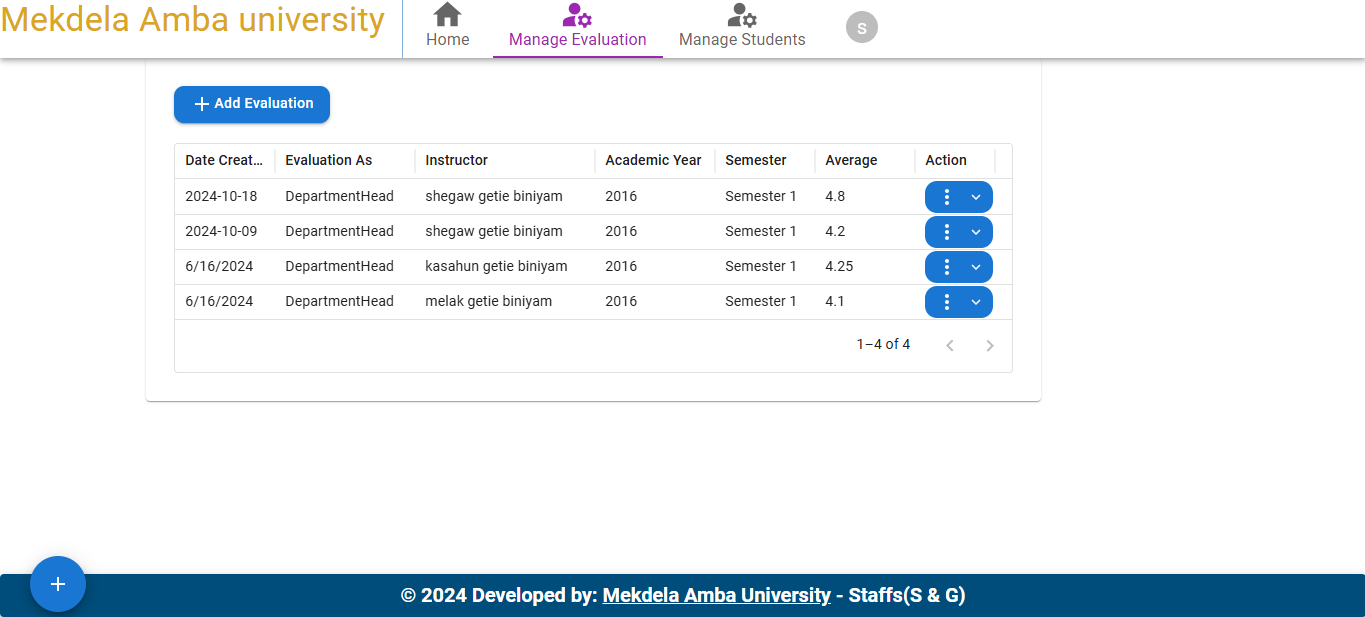 Mekdela Amba university
Home
Manage Evaluation
Manage Students
S
Add Evaluation
Date Creat... Evaluation As Instructor Academic Year Semester Average Action
2024-10-18 DepartmentHead shegaw getie biniyam 2016 Semester 1 4.8
2024-10-09 DepartmentHead shegaw getie biniyam 2016 Semester 1 4.2
6/16/2024 DepartmentHead kasahun getie biniyam 2016 Semester 1 4.25
6/16/2024 DepartmentHead melak getie biniyam 2016 Semester 1 4.1
1–4 of 4
© 2024 Developed by: Mekdela Amba University - Staffs(S & G)